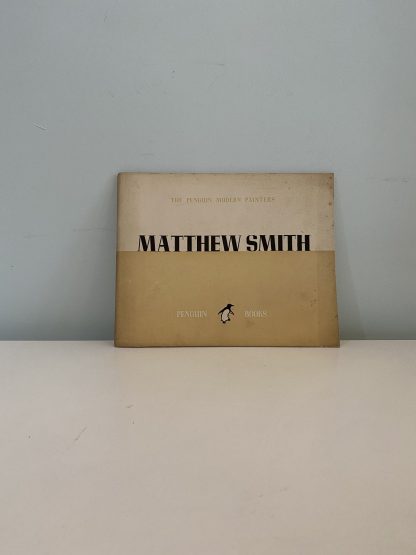 THE PENGUIN MODERN PAINTERS
MATTHEW SMITH
PENGUIN BOOKS